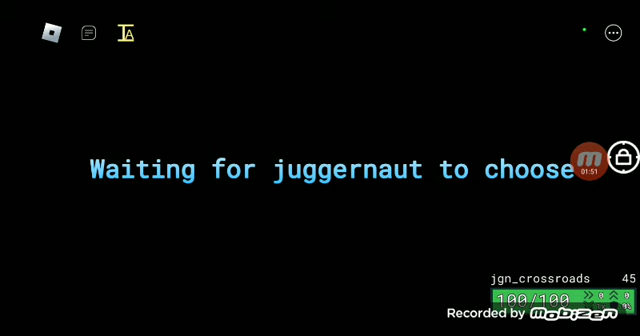 Waiting for juggernaut to choose
01:51
jgn_crossroads 45
100/100
Recorded by Mobizen